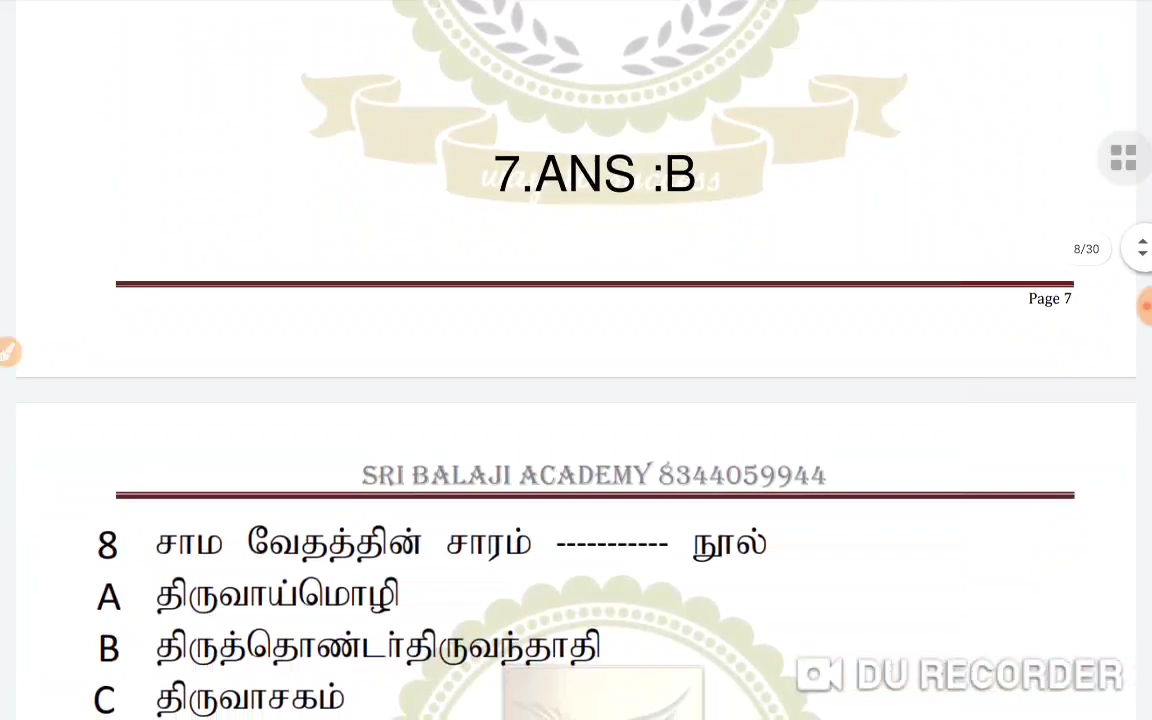 7.ANS :B
8/30
Page 7
SRI BALAJI ACADEMY 8344059944
8 சாம வேதத்தின் சாரம் ----------- நூல்
A திருவாய்மொழி
B திருத்தொண்டர்திருவந்தாதி
C திருவாசகம்
DU RECORDER